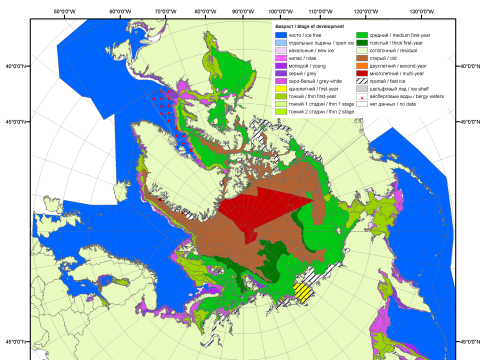 50°0'0"W 60°0'0"W 70°0'0"W 80°0'0"W 90°0'0"W 100°0'0"W 110°0'0"W 120°0'0"W 130°0'0"W
Возраст / Stage of development
чисто / ice free
отдельные льдины / open ice
начальные / new ice
нилас / nilas
молодой / young
серый / grey
серо-белый / grey-white
однолетний / first-year
тонкий / thin first-year
тонкий 1 стадии / thin 1 stage
тонкий 2 стадии / thin 2 stage
средний / medium first-year
толстый / thick first-year
остаточный / residual
старый / old
двухлетний / second-year
многолетний / multi-year
припай / fast ice
шельфовый лед / ice shelf
айсберговые воды / bergy waters
нет данных / no data
40°0'0"W
45°0'0"W
45°0'0"E